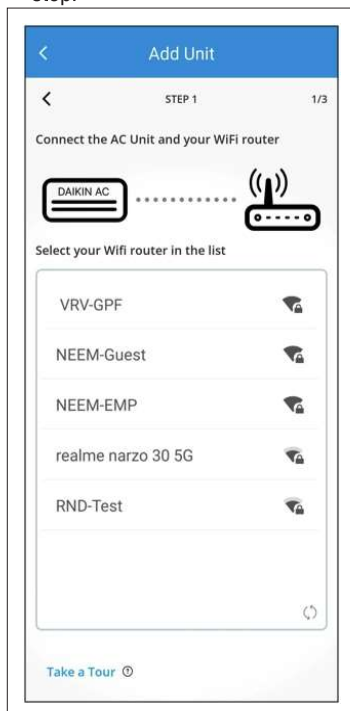 step.
Add Unit
STEP 1 1/3
Connect the AC Unit and your WiFi router
DAIKIN AC
Select your Wifi router in the list
VRV-GPF
NEEM-Guest
NEEM-EMP
realme narzo 30 5G
RND-Test
Take a Tour